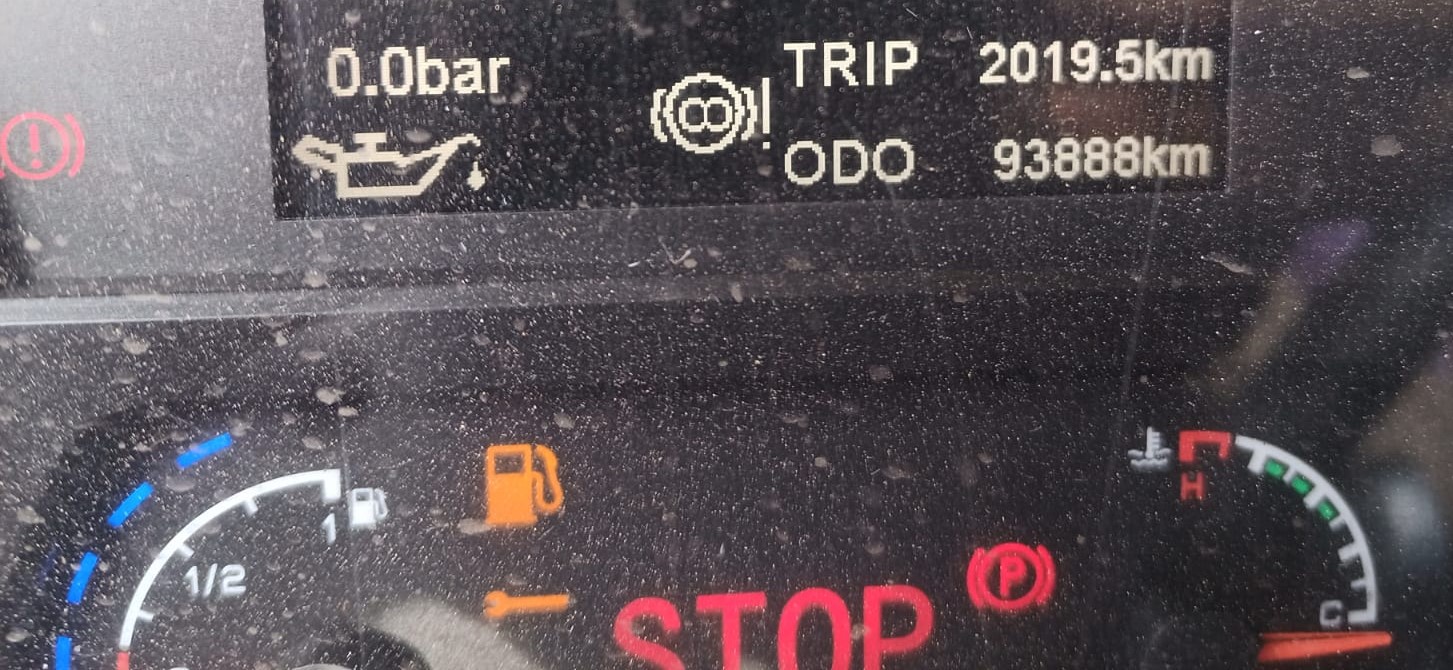 0.0bar
TRIP 2019.5km
ODO 93888km
1
1/2
H
P
STOP
C